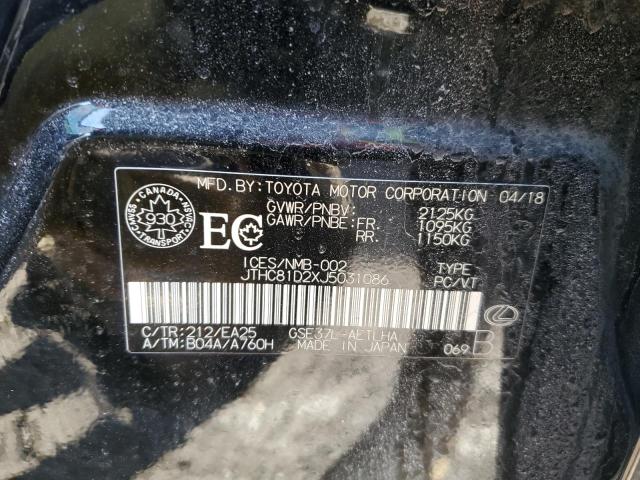 MFD.BY:TOYOTA MOTOR CORPORATION 04/18
GVWR/PNBV: 2125KG
GAWR/PNBE:FR. 1095KG
RR. 1150KG
CANADA
930
TRANSPORT
EC
ICES/NMB-002
JTHC81D2XJ5031086
TYPE
PC/VT
C/TR:212/EA25
A/TM:B04A/A760H
GSE37L-AETLHA
MADE IN JAPAN
069
B